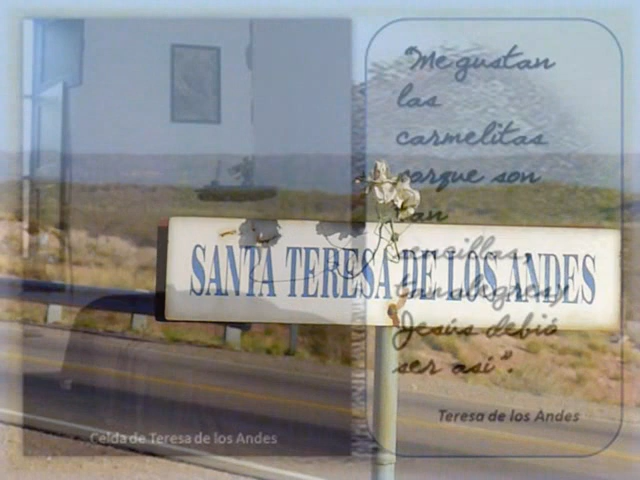 "Me gustan
las
carmelitas
porque son
tan
sencillas,
tan alegres y
Jesús debió
ser así".
Teresa de los Andes
SANTA TERESA DE LOS ANDES
Celda de Teresa de los Andes